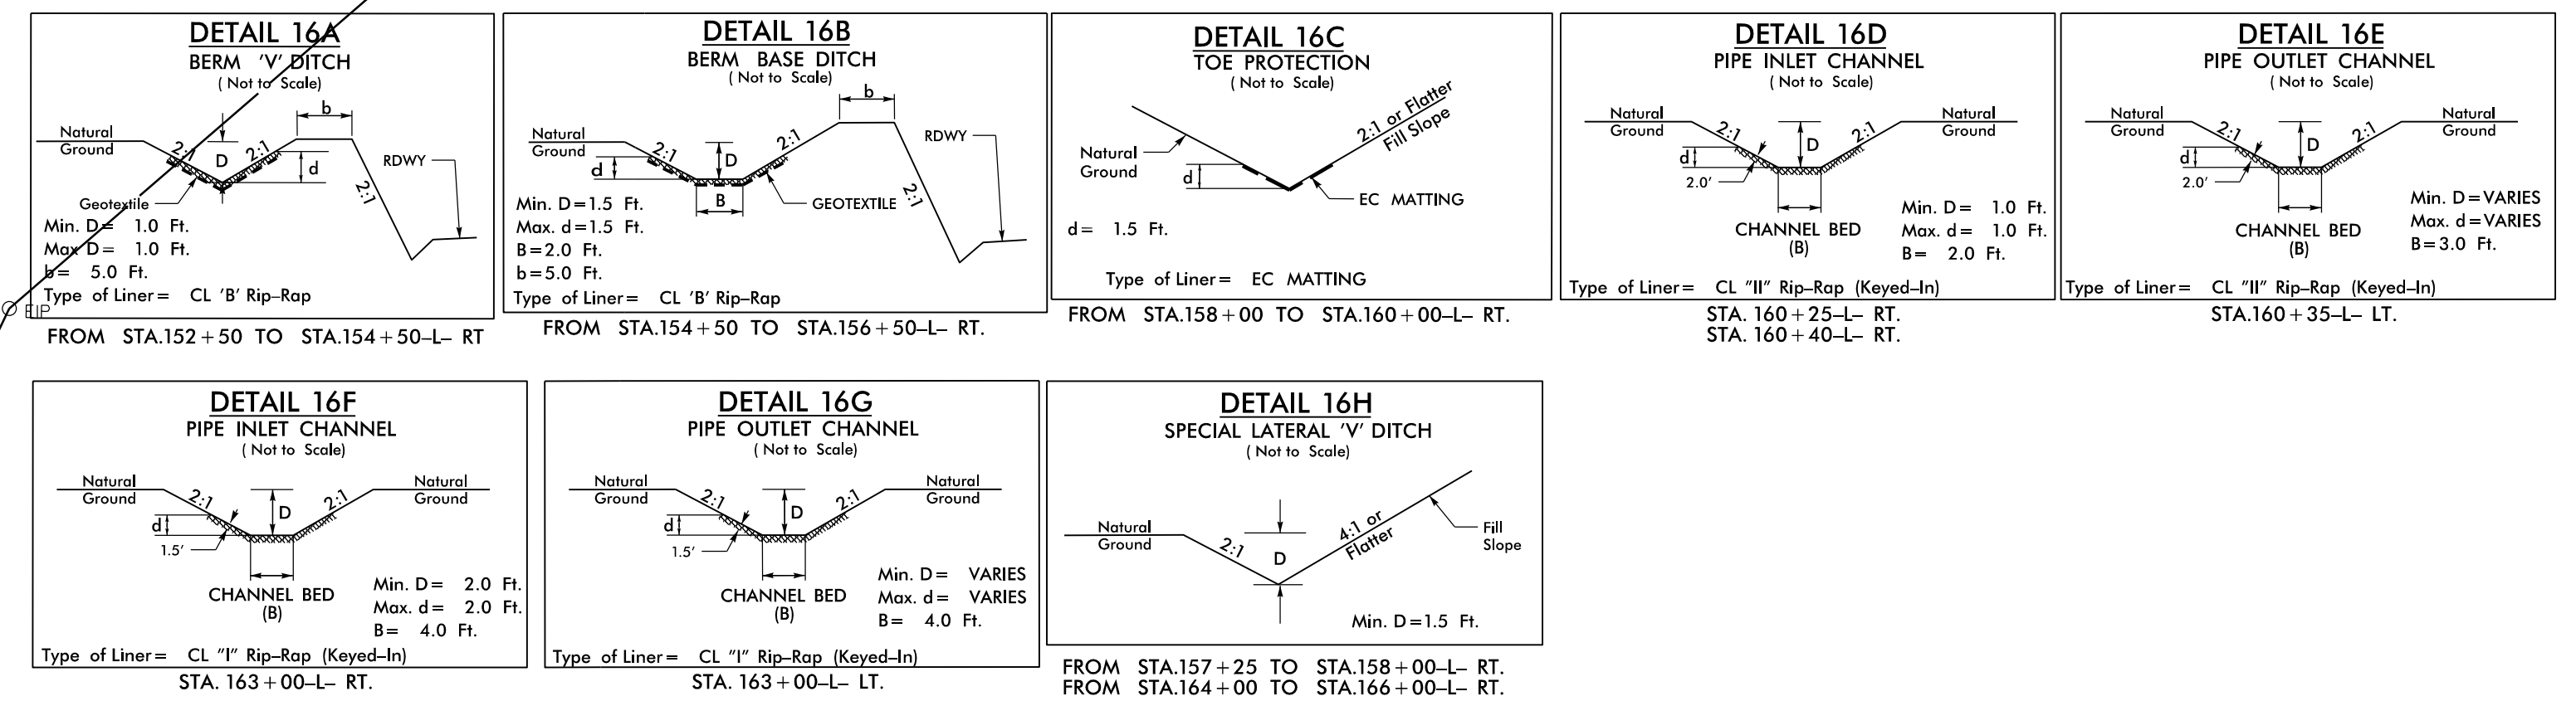 DETAIL 16A
BERM 'V' DITCH
( Not to Scale)
b
Natural
Ground
2:1
D
2:1
d
RDWY
2:1
Geotextile
Min. D= 1.0 Ft.
Max D= 1.0 Ft.
b= 5.0 Ft.
Type of Liner= CL 'B' Rip-Rap
EIP
FROM STA.152+50 TO STA.154+50-L- RT
DETAIL 16B
BERM BASE DITCH
( Not to Scale)
b
Natural
Ground
2:1
D
2:1
d
RDWY
2:1
B
GEOTEXTILE
Min. D=1.5 Ft.
Max. d=1.5 Ft.
B=2.0 Ft.
b=5.0 Ft.
Type of Liner= CL 'B' Rip-Rap
FROM STA.154+50 TO STA.156+50-L- RT.
DETAIL 16C
TOE PROTECTION
( Not to Scale)
2:1 or Flatter
Fill Slope
Natural
Ground
d
EC MATTING
d= 1.5 Ft.
Type of Liner= EC MATTING
FROM STA.158+00 TO STA.160+00-L- RT.
DETAIL 16D
PIPE INLET CHANNEL
( Not to Scale)
Natural
Ground
2:1
D
2:1
Natural
Ground
d
2.0'
CHANNEL BED
(B)
Min. D= 1.0 Ft.
Max. d= 1.0 Ft.
B= 2.0 Ft.
Type of Liner= CL "II" Rip-Rap (Keyed-In)
STA. 160+25-L- RT.
STA. 160+40-L- RT.
DETAIL 16E
PIPE OUTLET CHANNEL
( Not to Scale)
Natural
Ground
2:1
D
2:1
Natural
Ground
d
2.0'
CHANNEL BED
(B)
Min. D=VARIES
Max. d=VARIES
B=3.0 Ft.
Type of Liner= CL "II" Rip-Rap (Keyed-In)
STA.160+35-L- LT.
DETAIL 16F
PIPE INLET CHANNEL
( Not to Scale)
Natural
Ground
2:1
D
2:1
Natural
Ground
d
1.5'
CHANNEL BED
(B)
Min. D= 2.0 Ft.
Max. d= 2.0 Ft.
B= 4.0 Ft.
Type of Liner= CL "I" Rip-Rap (Keyed-In)
STA. 163+00-L- RT.
DETAIL 16G
PIPE OUTLET CHANNEL
( Not to Scale)
Natural
Ground
2:1
D
2:1
Natural
Ground
d
1.5'
CHANNEL BED
(B)
Min. D= VARIES
Max. d= VARIES
B= 4.0 Ft.
Type of Liner= CL "I" Rip-Rap (Keyed-In)
STA. 163+00-L- LT.
DETAIL 16H
SPECIAL LATERAL 'V' DITCH
( Not to Scale)
Natural
Ground
2:1
D
4:1 or
Flatter
Fill
Slope
Min. D=1.5 Ft.
FROM STA.157+25 TO STA.158+00-L- RT.
FROM STA.164+00 TO STA.166+00-L- RT.